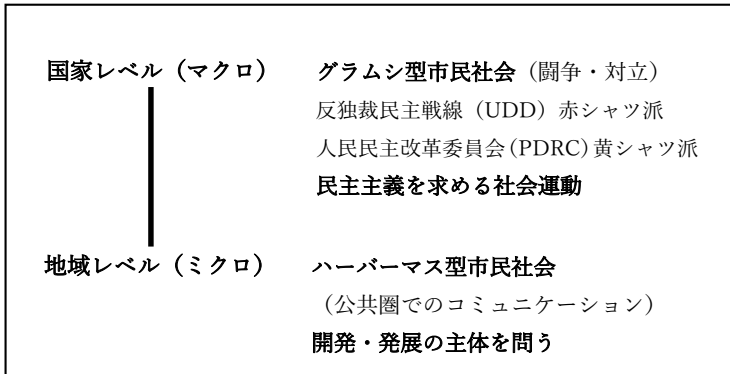 国家レベル（マクロ） グラムシ型市民社会（闘争・対立）
反独裁民主戦線（UDD）赤シャツ派
人民民主改革委員会（PDRC）黄シャツ派
民主主義を求める社会運動
地域レベル（ミクロ） ハーバーマス型市民社会
（公共圏でのコミュニケーション）
開発・発展の主体を問う